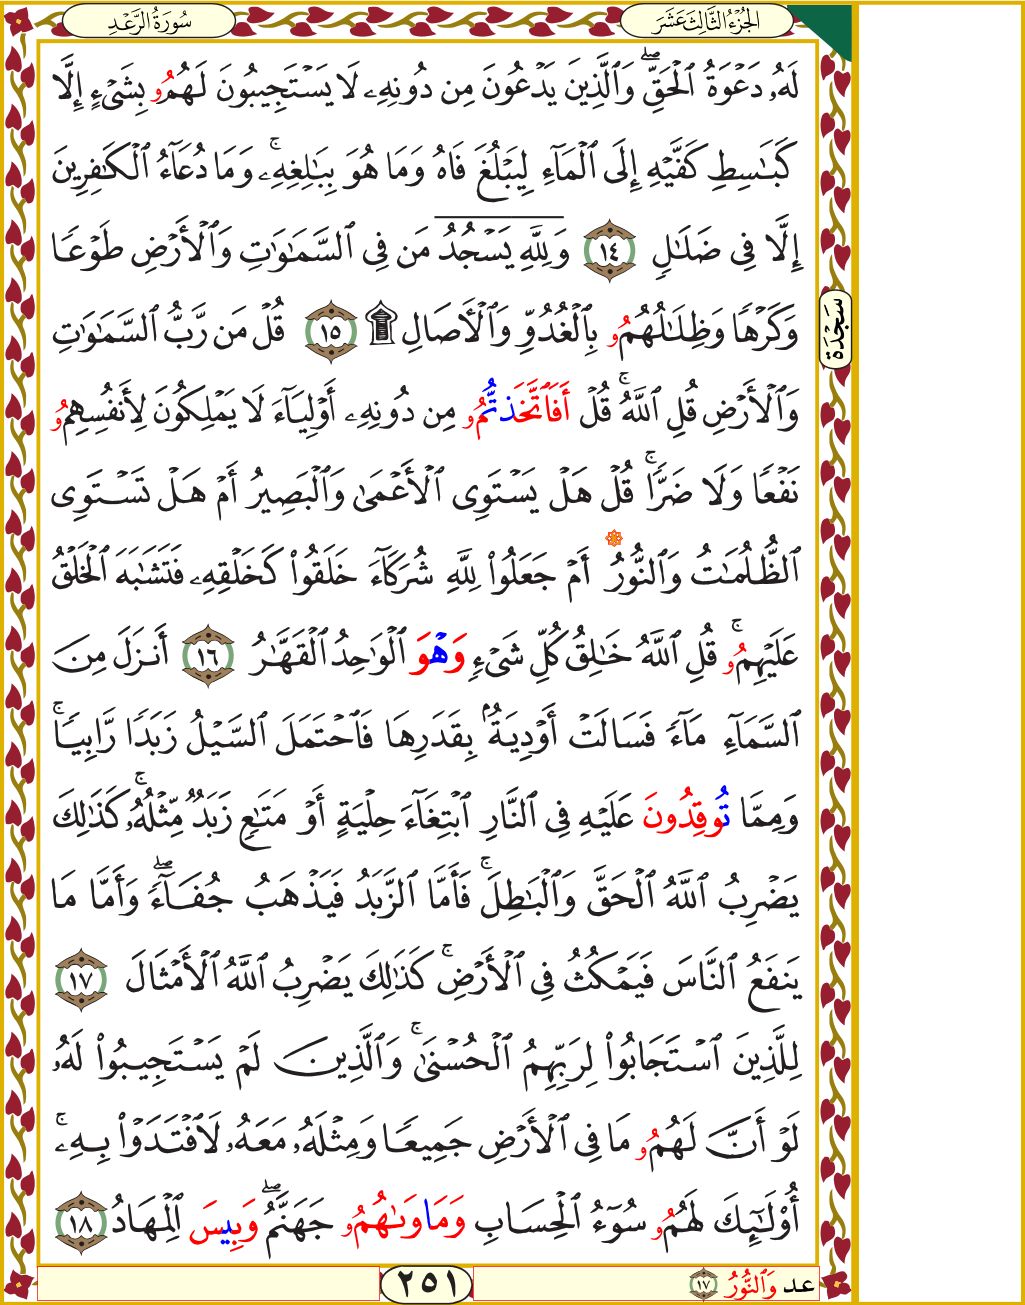 الجُزْءُ الثَّالِثَ عَشَرَ
سُورَةُ الرَّعْدِ
لَهُۥ دَعْوَةُ ٱلْحَقِّۖ وَٱلَّذِينَ يَدْعُونَ مِن دُونِهِۦ لَا يَسْتَجِيبُونَ لَهُمُۥ بِشَىْءٍ إِلَّا
كَبَٰسِطِ كَفَّيْهِ إِلَى ٱلْمَآءِ لِيَبْلُغَ فَاهُ وَمَا هُوَ بِبَٰلِغِهِۦۚ وَمَا دُعَآءُ ٱلْكَٰفِرِينَ
إِلَّا فِى ضَلَٰلٍ ١٤ وَلِلَّهِ يَسْجُدُ مَن فِى ٱلسَّمَٰوَٰتِ وَٱلْأَرْضِ طَوْعًا
وَكَرْهًا وَظِلَٰلُهُمُۥ بِٱلْغُدُوِّ وَٱلْأَصَالِ ۩ ١٥ قُلْ مَن رَّبُّ ٱلسَّمَٰوَٰتِ
وَٱلْأَرْضِ قُلِ ٱللَّهُۚ قُلْ أَفَٱتَّخَذتُّمُۥ مِن دُونِهِۦ أَوْلِيَآءَ لَا يَمْلِكُونَ لِأَنفُسِهِمُۥ
نَفْعًا وَلَا ضَرًّاۚ قُلْ هَلْ يَسْتَوِى ٱلْأَعْمَىٰ وَٱلْبَصِيرُ أَمْ هَلْ تَسْتَوِى
ٱلظُّلُمَٰتُ وَٱلنُّورُ أَمْ جَعَلُوا۟ لِلَّهِ شُرَكَآءَ خَلَقُوا۟ كَخَلْقِهِۦ فَتَشَٰبَهَ ٱلْخَلْقُ
عَلَيْهِمُۥۚ قُلِ ٱللَّهُ خَٰلِقُ كُلِّ شَىْءٍ وَهْوَ ٱلْوَٰحِدُ ٱلْقَهَّٰرُ ١٦ أَنزَلَ مِنَ
ٱلسَّمَآءِ مَآءً فَسَالَتْ أَوْدِيَةٌۢ بِقَدَرِهَا فَٱحْتَمَلَ ٱلسَّيْلُ زَبَدًا رَّابِيًاۚ
وَمِمَّا تُوقِدُونَ عَلَيْهِ فِى ٱلنَّارِ ٱبْتِغَآءَ حِلْيَةٍ أَوْ مَتَٰعٍ زَبَدٌ مِّثْلُهُۥۚ كَذَٰلِكَ
يَضْرِبُ ٱللَّهُ ٱلْحَقَّ وَٱلْبَٰطِلَۚ فَأَمَّا ٱلزَّبَدُ فَيَذْهَبُ جُفَآءًۖ وَأَمَّا مَا
يَنفَعُ ٱلنَّاسَ فَيَمْكُثُ فِى ٱلْأَرْضِۚ كَذَٰلِكَ يَضْرِبُ ٱللَّهُ ٱلْأَمْثَالَ ١٧
لِلَّذِينَ ٱسْتَجَابُوا۟ لِرَبِّهِمُ ٱلْحُسْنَىٰۚ وَٱلَّذِينَ لَمْ يَسْتَجِيبُوا۟ لَهُۥ
لَوْ أَنَّ لَهُمُۥ مَا فِى ٱلْأَرْضِ جَمِيعًا وَمِثْلَهُۥ مَعَهُۥ لَٱفْتَدَوْا۟ بِهِۦۚ
أُو۟لَٰٓئِكَ لَهُمُۥ سُوٓءُ ٱلْحِسَابِ وَمَاوَىٰهُمُۥ جَهَنَّمُۖ وَبِيسَ ٱلْمِهَادُ ١٨
سَجْدَة
عد وَٱلنُّورُ ١٧
٢٥١